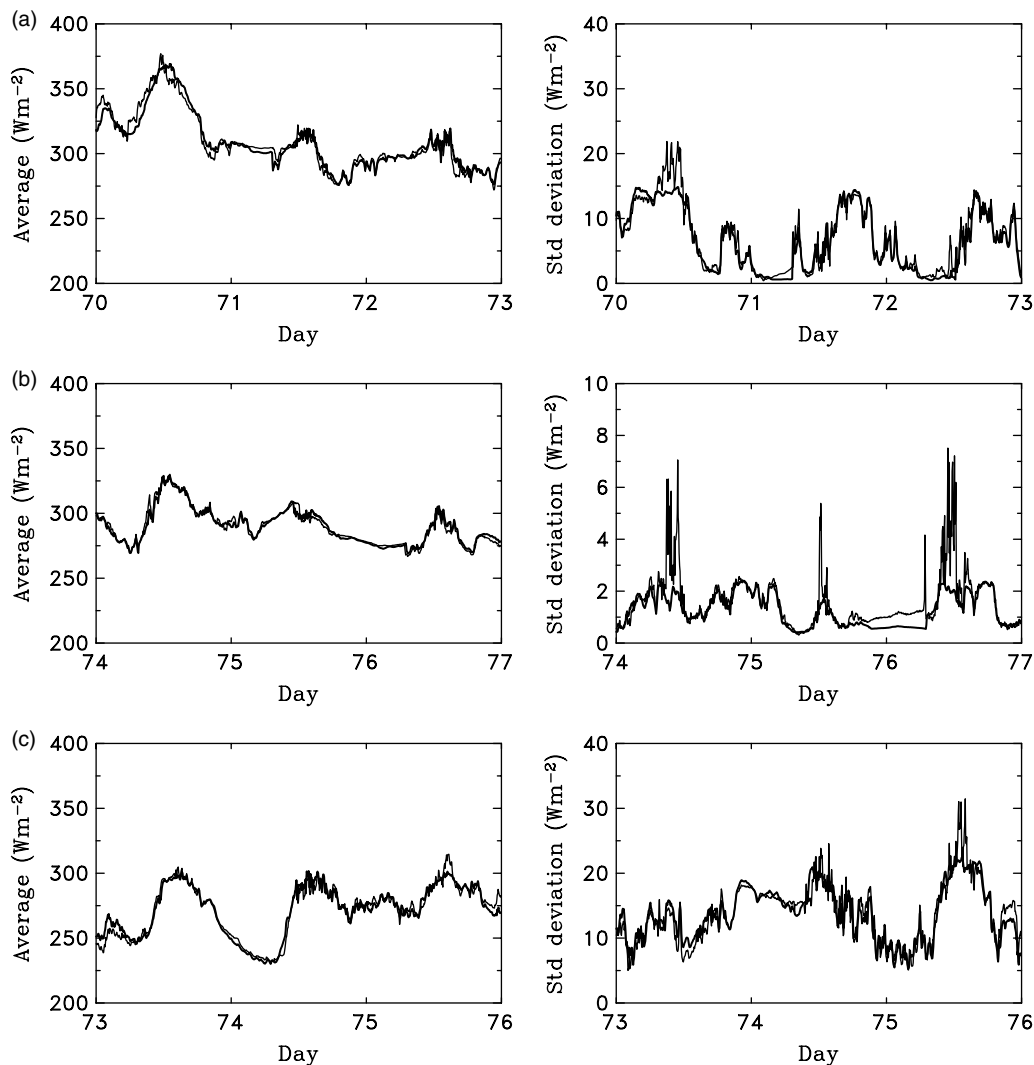 (a)
Average (Wm−2)
400
350
300
250
200
70 71 72 73
Day
Std deviation (Wm−2)
40
30
20
10
0
70 71 72 73
Day
(b)
Average (Wm−2)
400
350
300
250
200
74 75 76 77
Day
Std deviation (Wm−2)
10
8
6
4
2
0
74 75 76 77
Day
(c)
Average (Wm−2)
400
350
300
250
200
73 74 75 76
Day
Std deviation (Wm−2)
40
30
20
10
0
73 74 75 76
Day